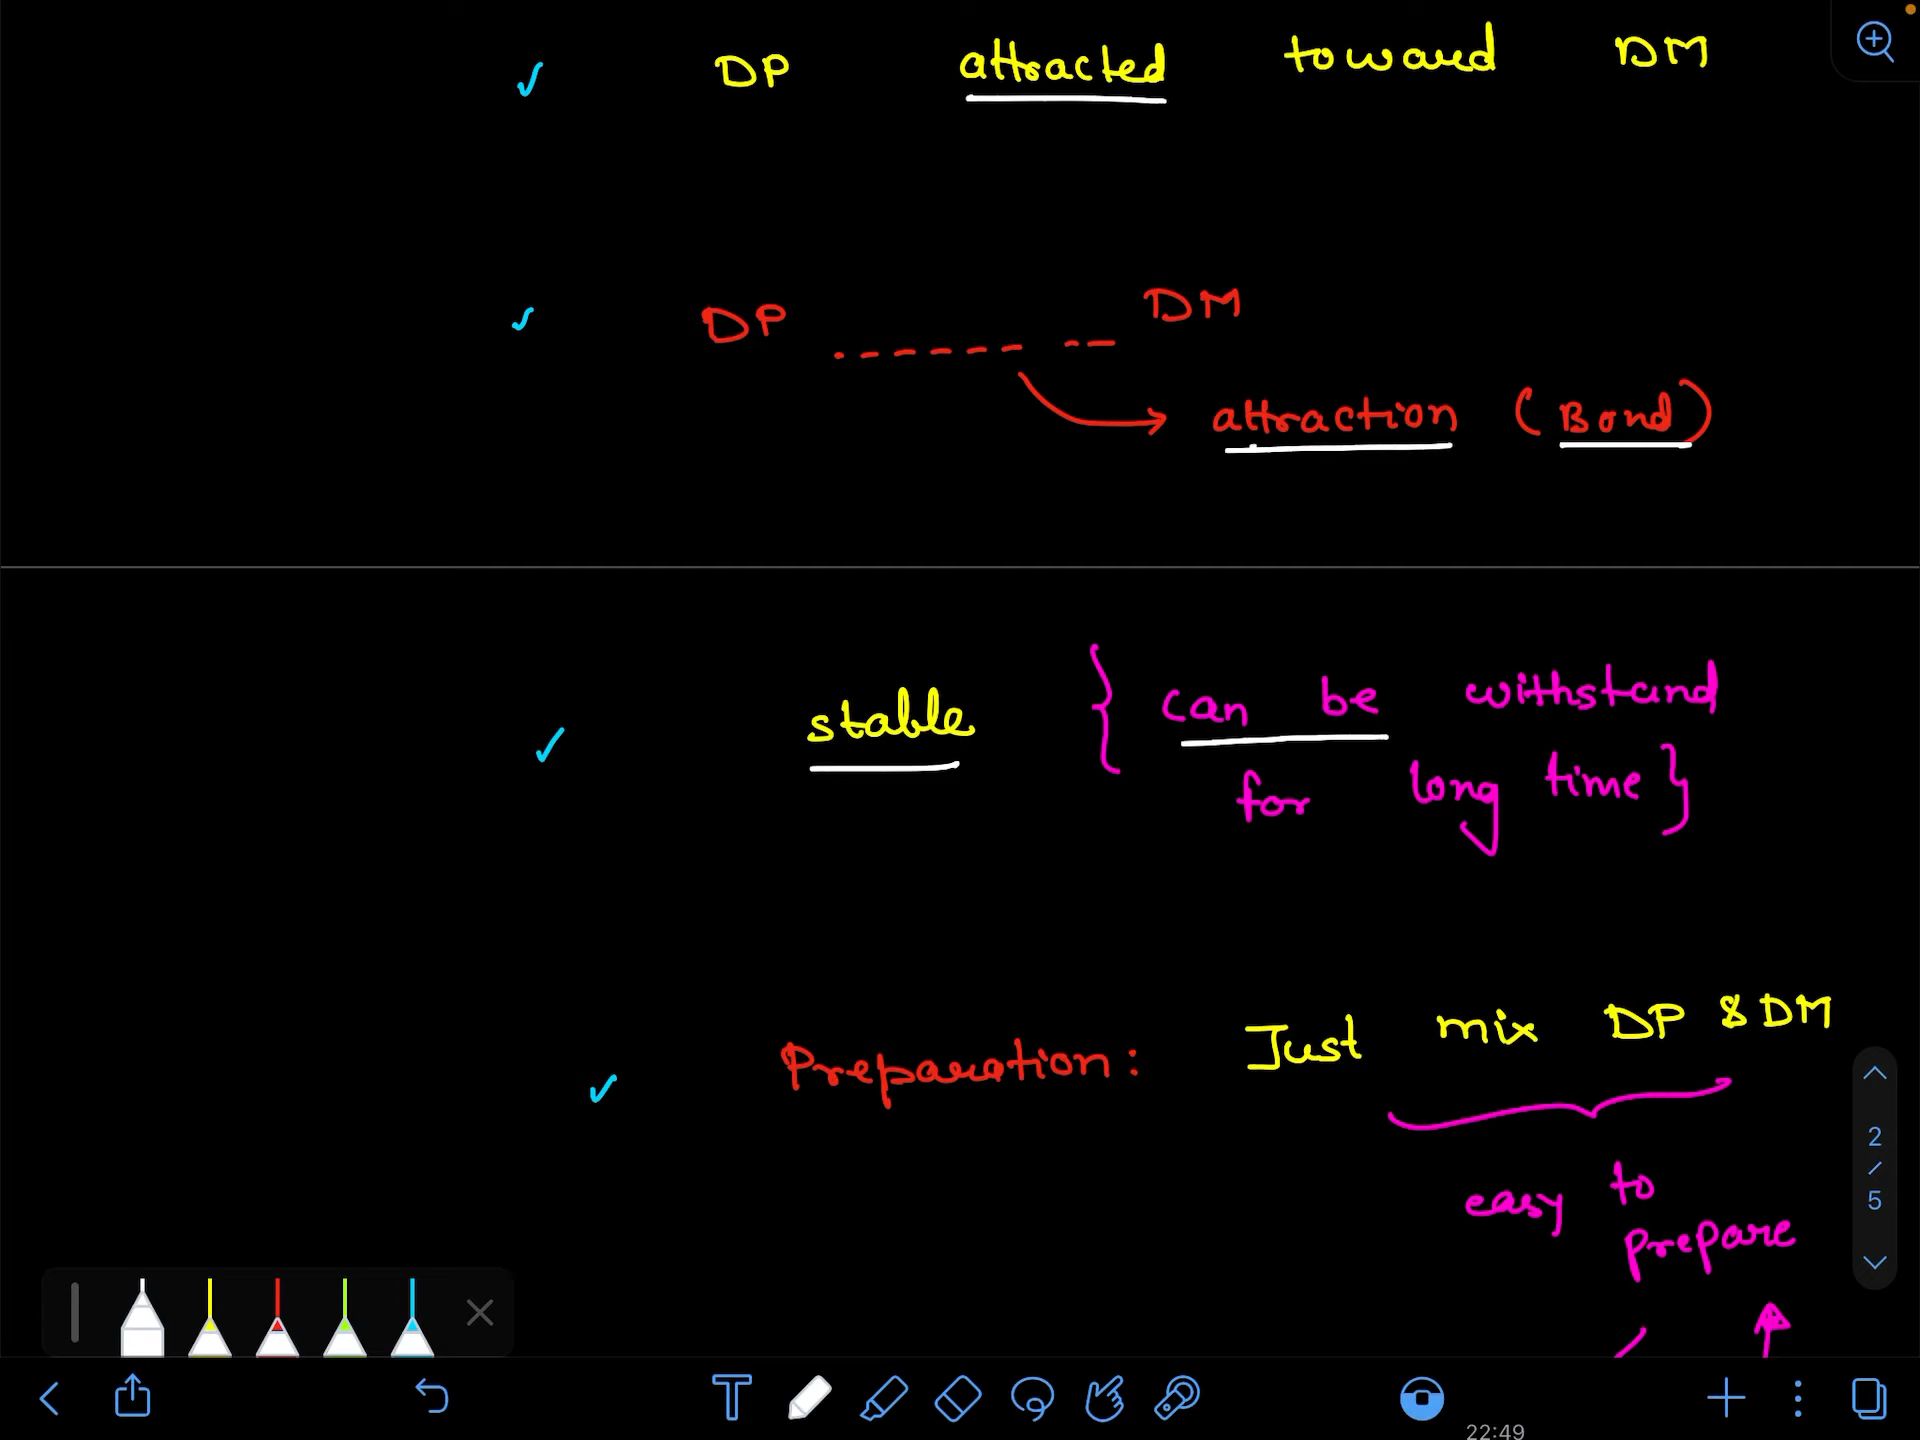 ✓ DP attracted toward DM
✓ DP -------- -- DM
attraction (Bond)
✓ stable { can be withstand
for long time }
✓ Preparation : Just mix DP & DM
easy to
prepare
2
/
5
T
22:49